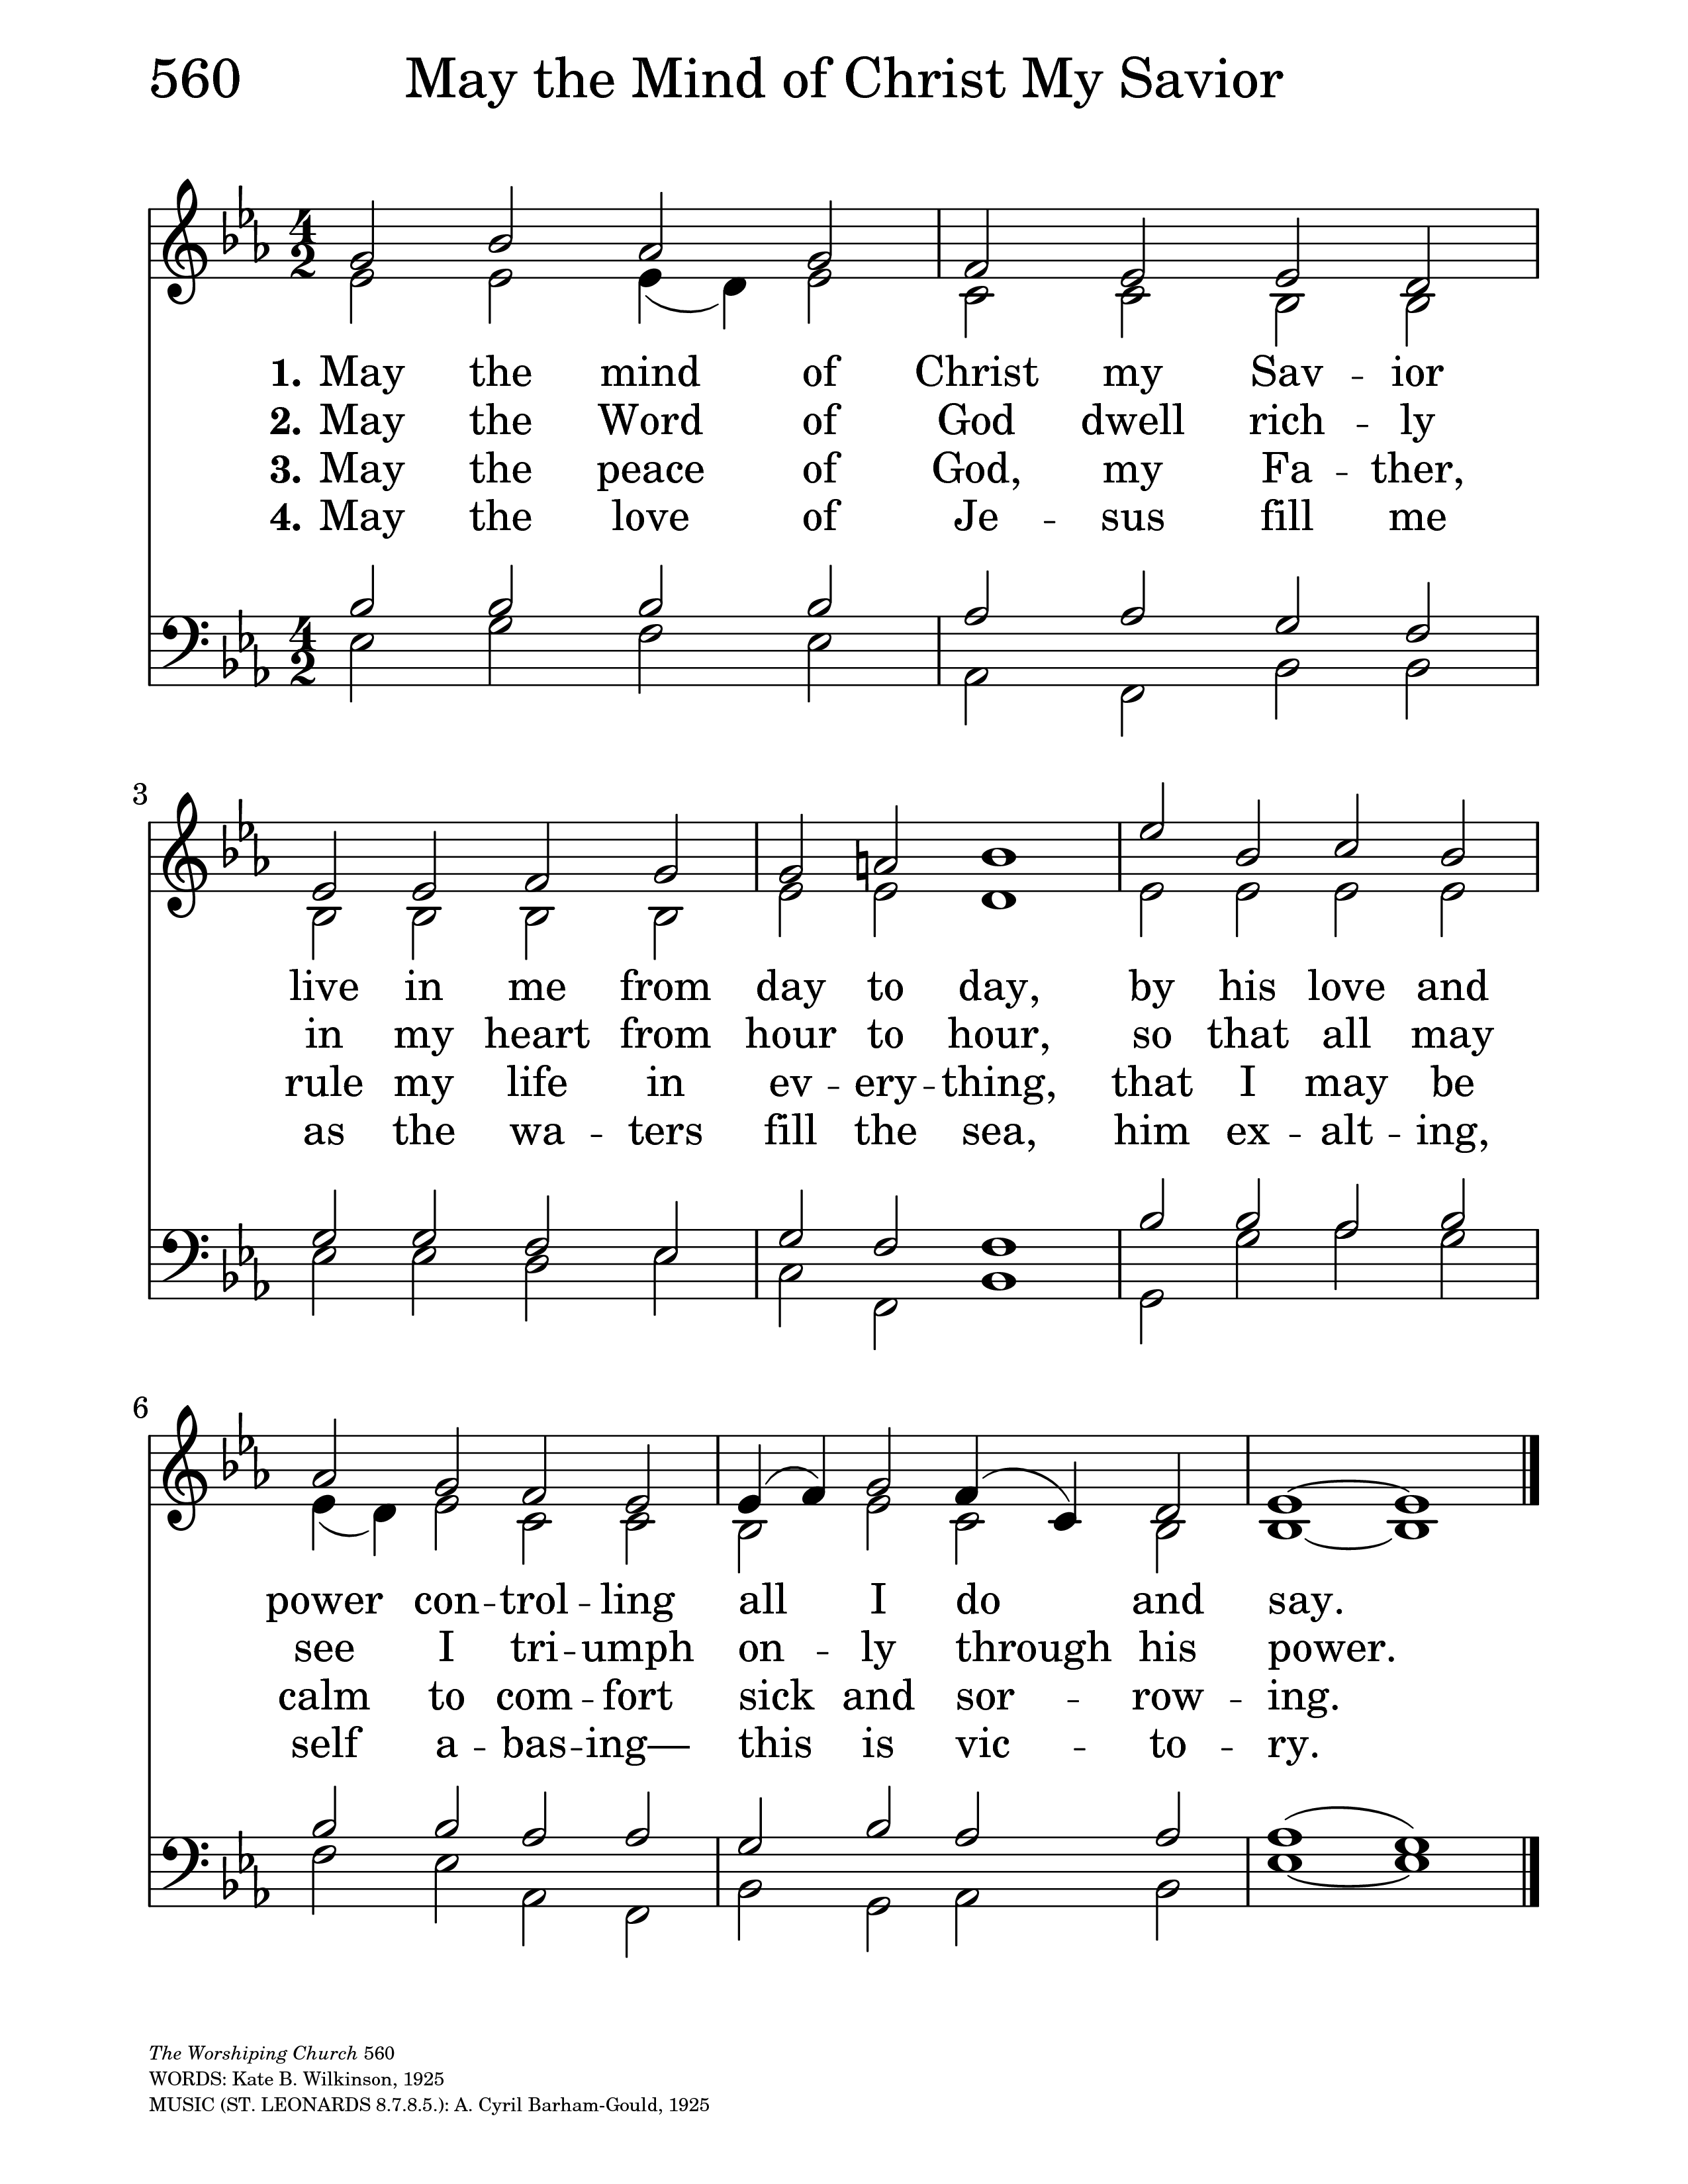 560 May the Mind of Christ My Savior
1. May the mind of Christ my Sav - ior
2. May the Word of God dwell rich - ly
3. May the peace of God, my Fa - ther,
4. May the love of Je - sus fill me
3
live in me from day to day, by his love and
in my heart from hour to hour, so that all may
rule my life in ev - ery - thing, that I may be
as the wa - ters fill the sea, him ex - alt - ing,
6
power con - trol - ling all I do and say.
see I tri - umph on - ly through his power.
calm to com - fort sick and sor - row - ing.
self a - bas - ing— this is vic - to - ry.
The Worshiping Church 560
WORDS: Kate B. Wilkinson, 1925
MUSIC (ST. LEONARDS 8.7.8.5.): A. Cyril Barham-Gould, 1925